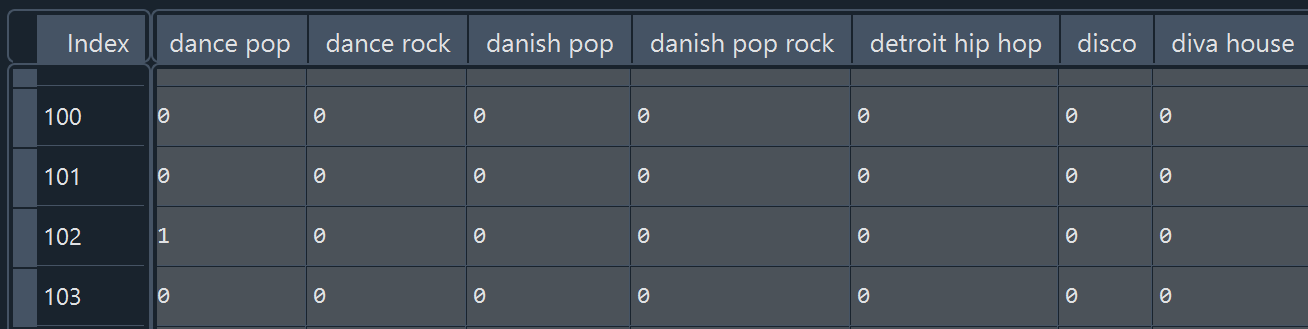 Index dance pop dance rock danish pop danish pop rock detroit hip hop disco diva house
100 0 0 0 0 0 0 0
101 0 0 0 0 0 0 0
102 1 0 0 0 0 0 0
103 0 0 0 0 0 0 0